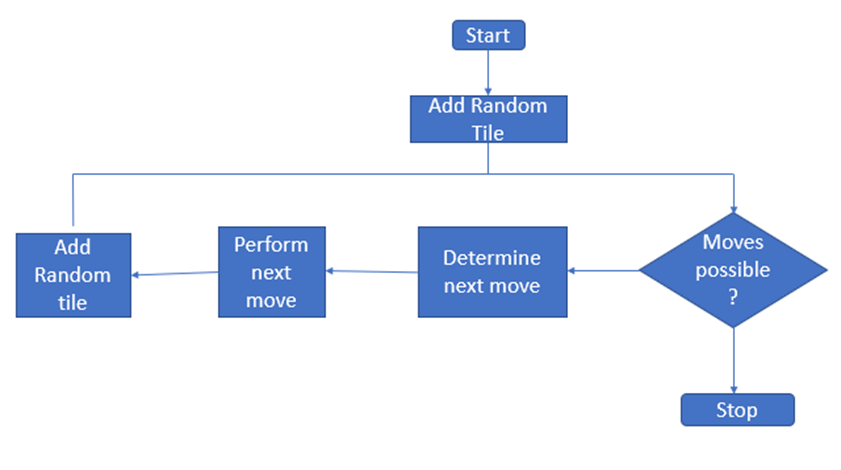 Start
Add Random
Tile
Moves
possible
?
Determine
next move
Perform
next
move
Add
Random
tile
Stop